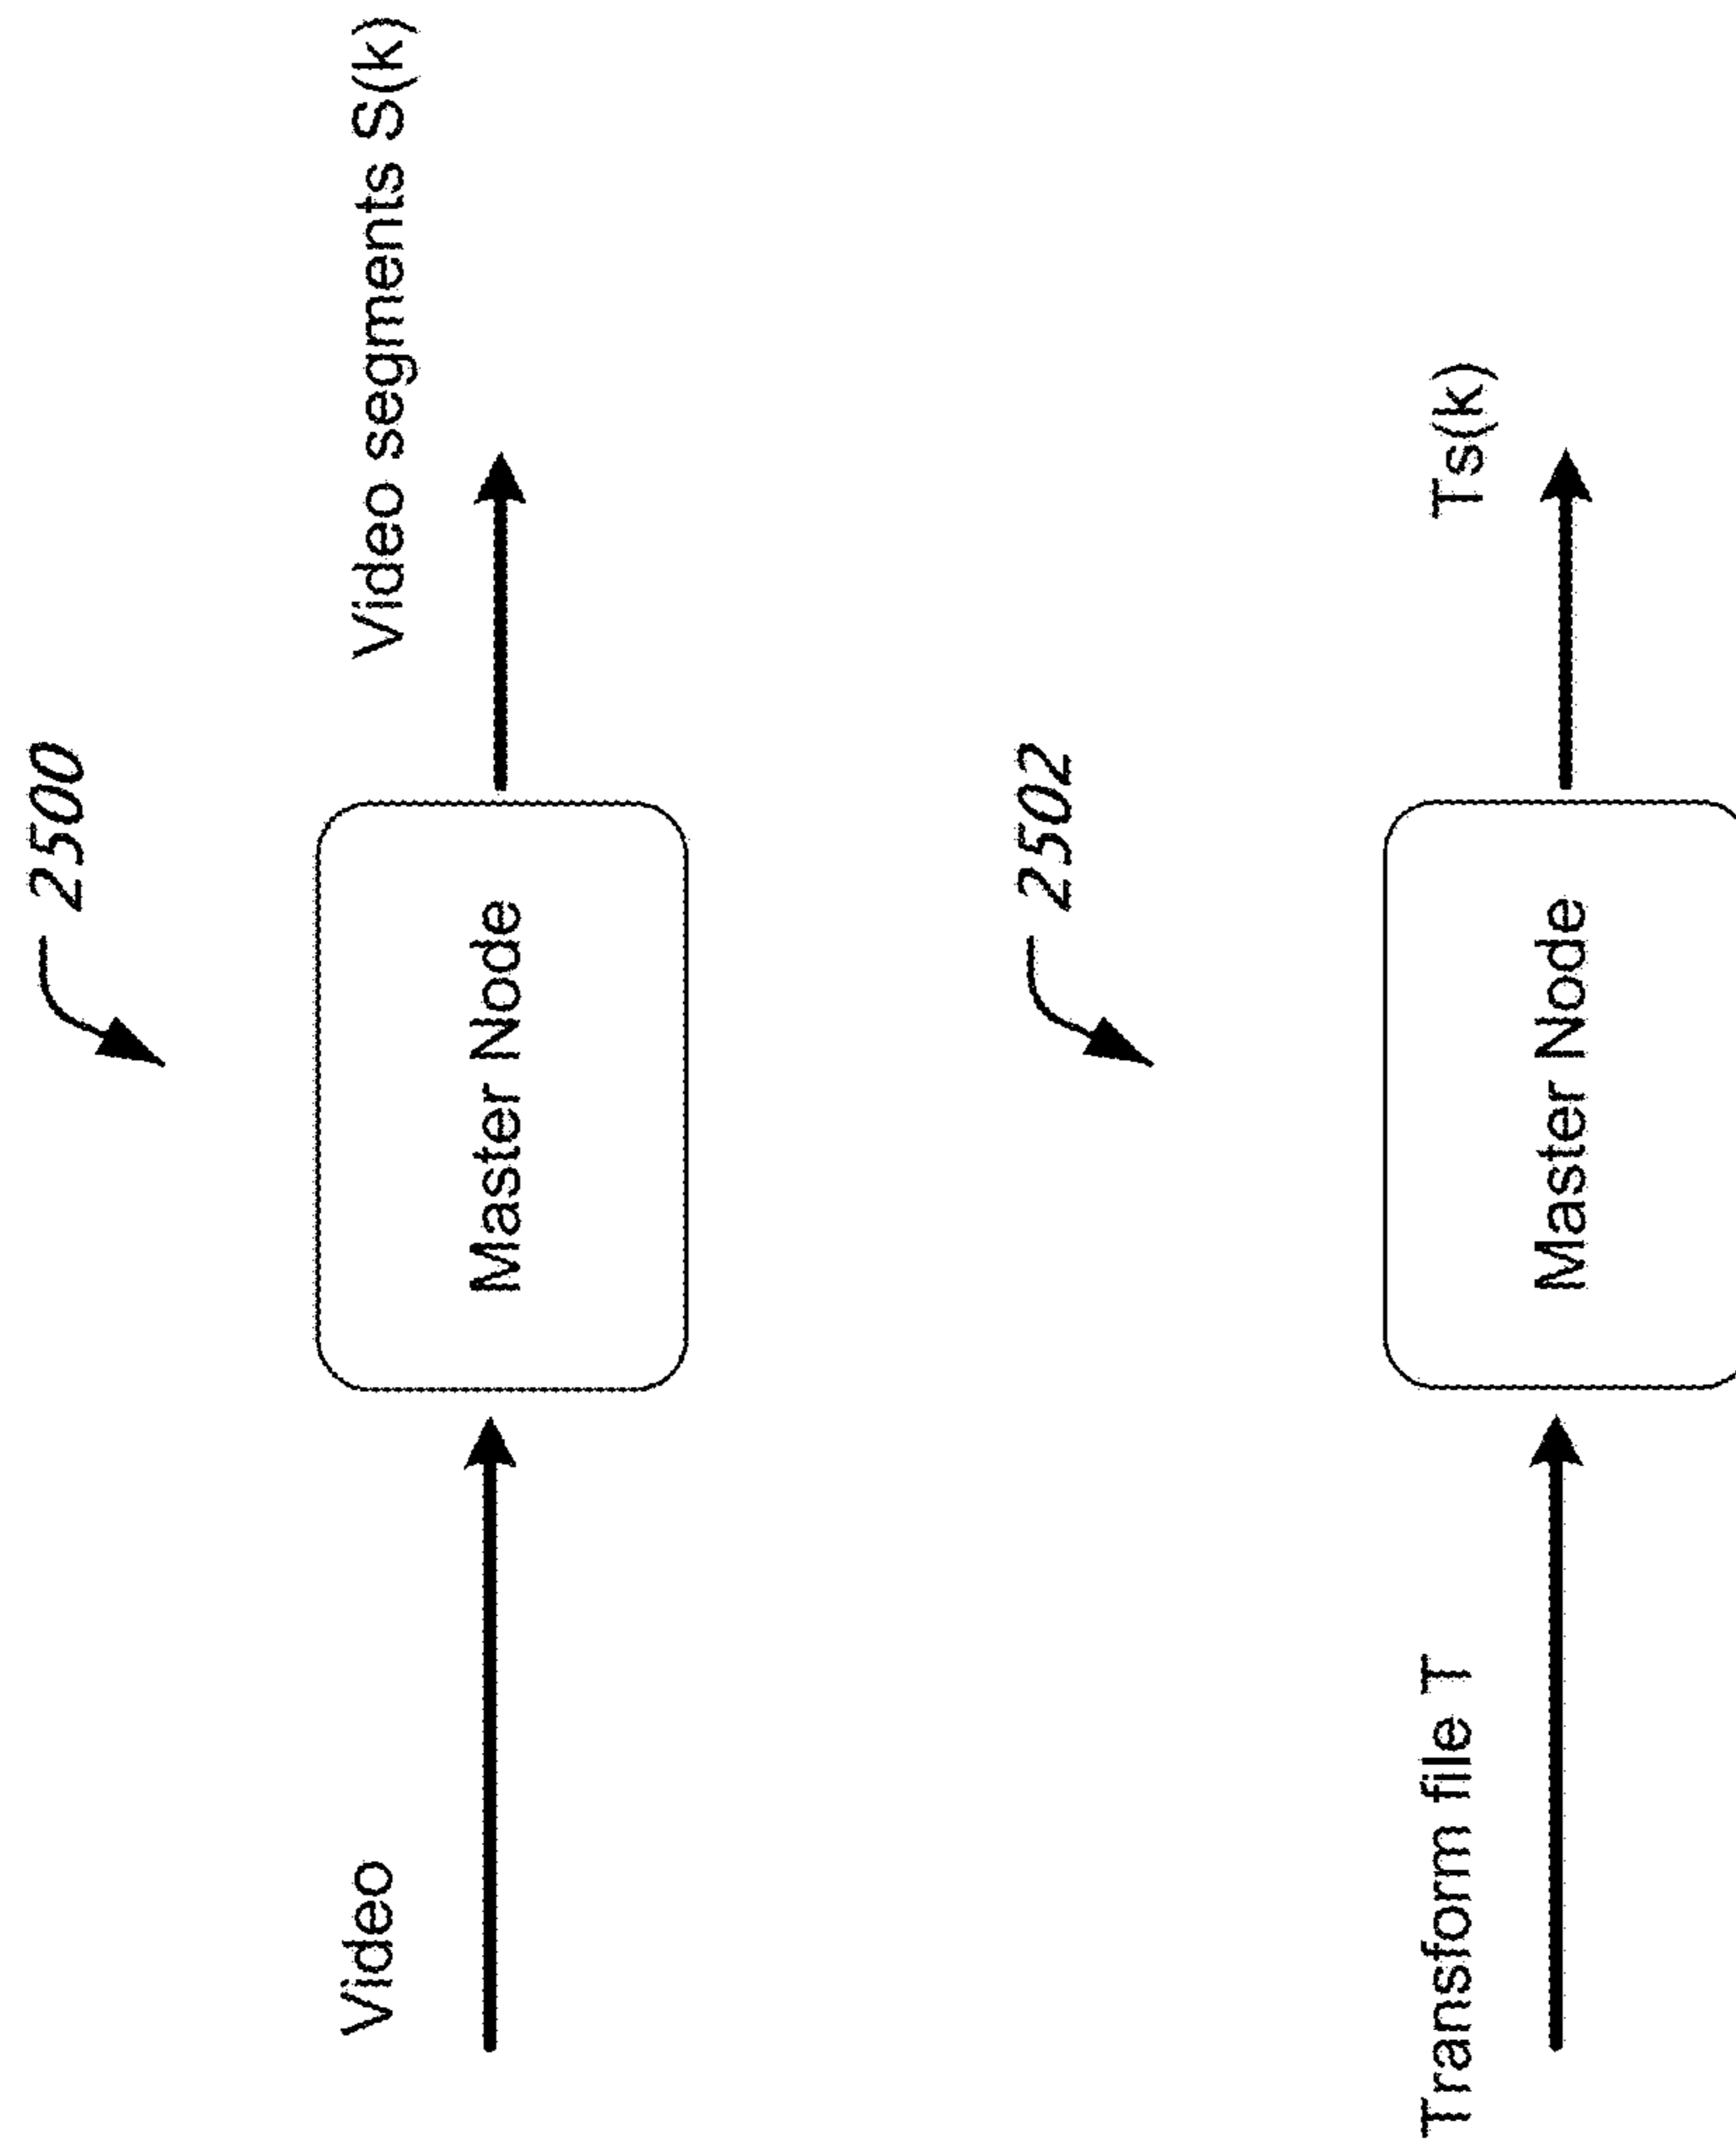 2500
Video
Master Node
Video segments S(k)
2502
Transform file T
Master Node
Ts(k)